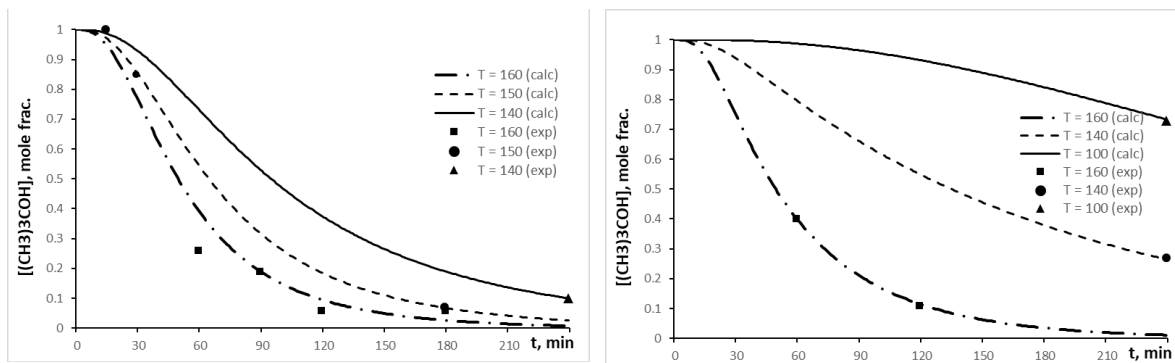 1
0.9
0.8
0.7
0.6
0.5
0.4
0.3
0.2
0.1
0
[(CH3)3COH], mole frac.
T = 160 (calc)
T = 150 (calc)
T = 140 (calc)
T = 160 (exp)
T = 150 (exp)
T = 140 (exp)
0 30 60 90 120 150 180 210 t, min
1
0.9
0.8
0.7
0.6
0.5
0.4
0.3
0.2
0.1
0
[(CH3)3COH], mole frac.
T = 160 (calc)
T = 140 (calc)
T = 100 (calc)
T = 160 (exp)
T = 140 (exp)
T = 100 (exp)
0 30 60 90 120 150 180 210 t, min